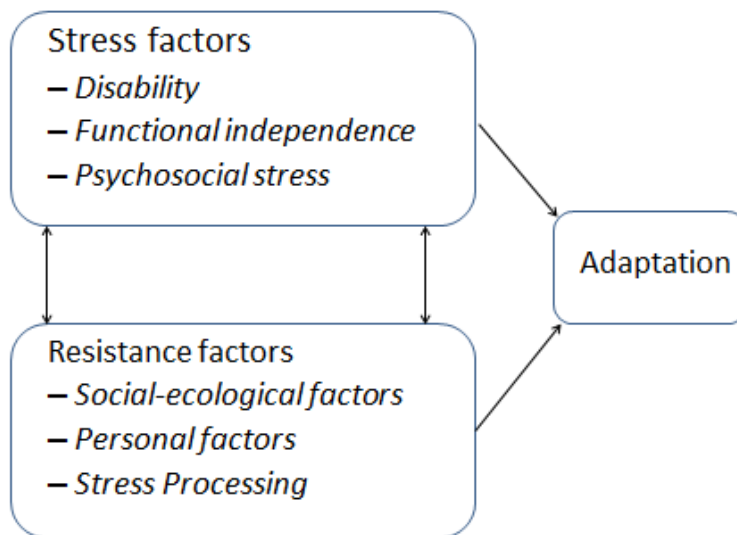 Stress factors
– Disability
– Functional independence
– Psychosocial stress
Adaptation
Resistance factors
– Social-ecological factors
– Personal factors
– Stress Processing